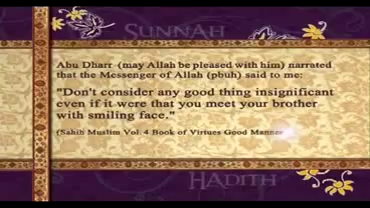 SUNNAH
Abu Dharr (may Allah be pleased with him) narrated
that the Messenger of Allah (pbuh) said to me:
"Don't consider any good thing insignificant
even if it were that you meet your brother
with smiling face."
(Sahih Muslim Vol. 4 Book of Virtues Good Manner
HADITH